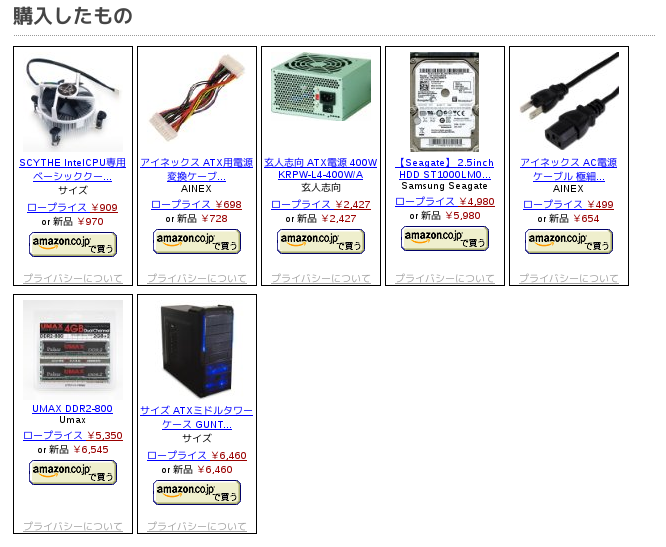 購入したもの
SCYTHE IntelCPU専用
ベーシッククー...
サイズ
ロープライス ￥909
or 新品 ￥970
amazon.co.jp
で買う
プライバシーについて
アイネックス ATX用電源
変換ケーブ...
AINEX
ロープライス ￥698
or 新品 ￥728
amazon.co.jp
で買う
プライバシーについて
玄人志向 ATX電源 400W
KRPW-L4-400W/A
玄人志向
ロープライス ￥2,427
or 新品 ￥2,427
amazon.co.jp
で買う
プライバシーについて
【Seagate】 2.5inch
HDD ST1000LM0...
Samsung Seagate
ロープライス ￥4,980
or 新品 ￥5,980
amazon.co.jp
で買う
プライバシーについて
アイネックス AC電源
ケーブル 極細...
AINEX
ロープライス ￥499
or 新品 ￥654
amazon.co.jp
で買う
プライバシーについて
UMAX
4GB
DDR2-800
Pulsar
UMAX DDR2-800
Umax
ロープライス ￥5,350
or 新品 ￥6,545
amazon.co.jp
で買う
プライバシーについて
サイズ ATXミドルタワー
ケース GUNT...
サイズ
ロープライス ￥6,460
or 新品 ￥6,460
amazon.co.jp
で買う
プライバシーについて